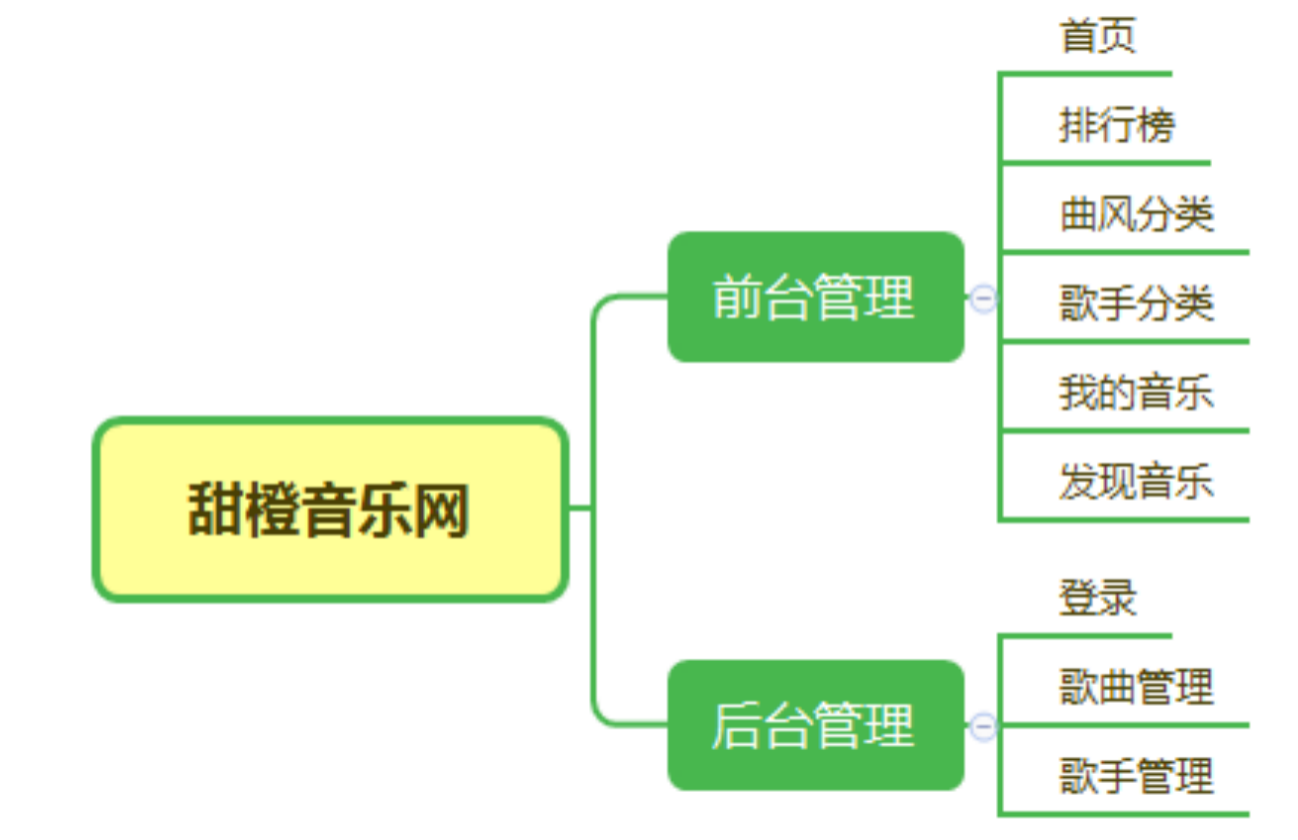 甜橙音乐网
前台管理
首页
排行榜
曲风分类
歌手分类
我的音乐
发现音乐
后台管理
登录
歌曲管理
歌手管理